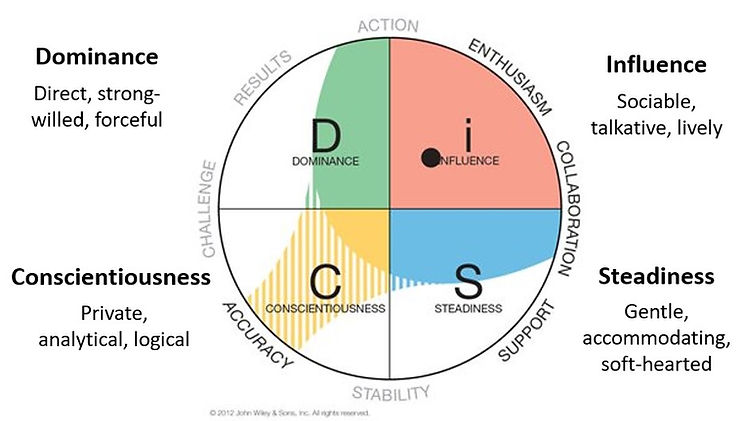 ACTION
Dominance
Direct, strong-
willed, forceful
RESULTS
ENTHUSIASM
Influence
Sociable,
talkative, lively
D
DOMINANCE
i
NFLUENCE
CHALLENGE
COLLABORATION
Conscientiousness
Private,
analytical, logical
C
CONSCIENTIOUSNESS
S
STEADINESS
Steadiness
Gentle,
accommodating,
soft-hearted
ACCURACY
SUPPORT
STABILITY
© 2012 John Wiley & Sons, Inc. All rights reserved.